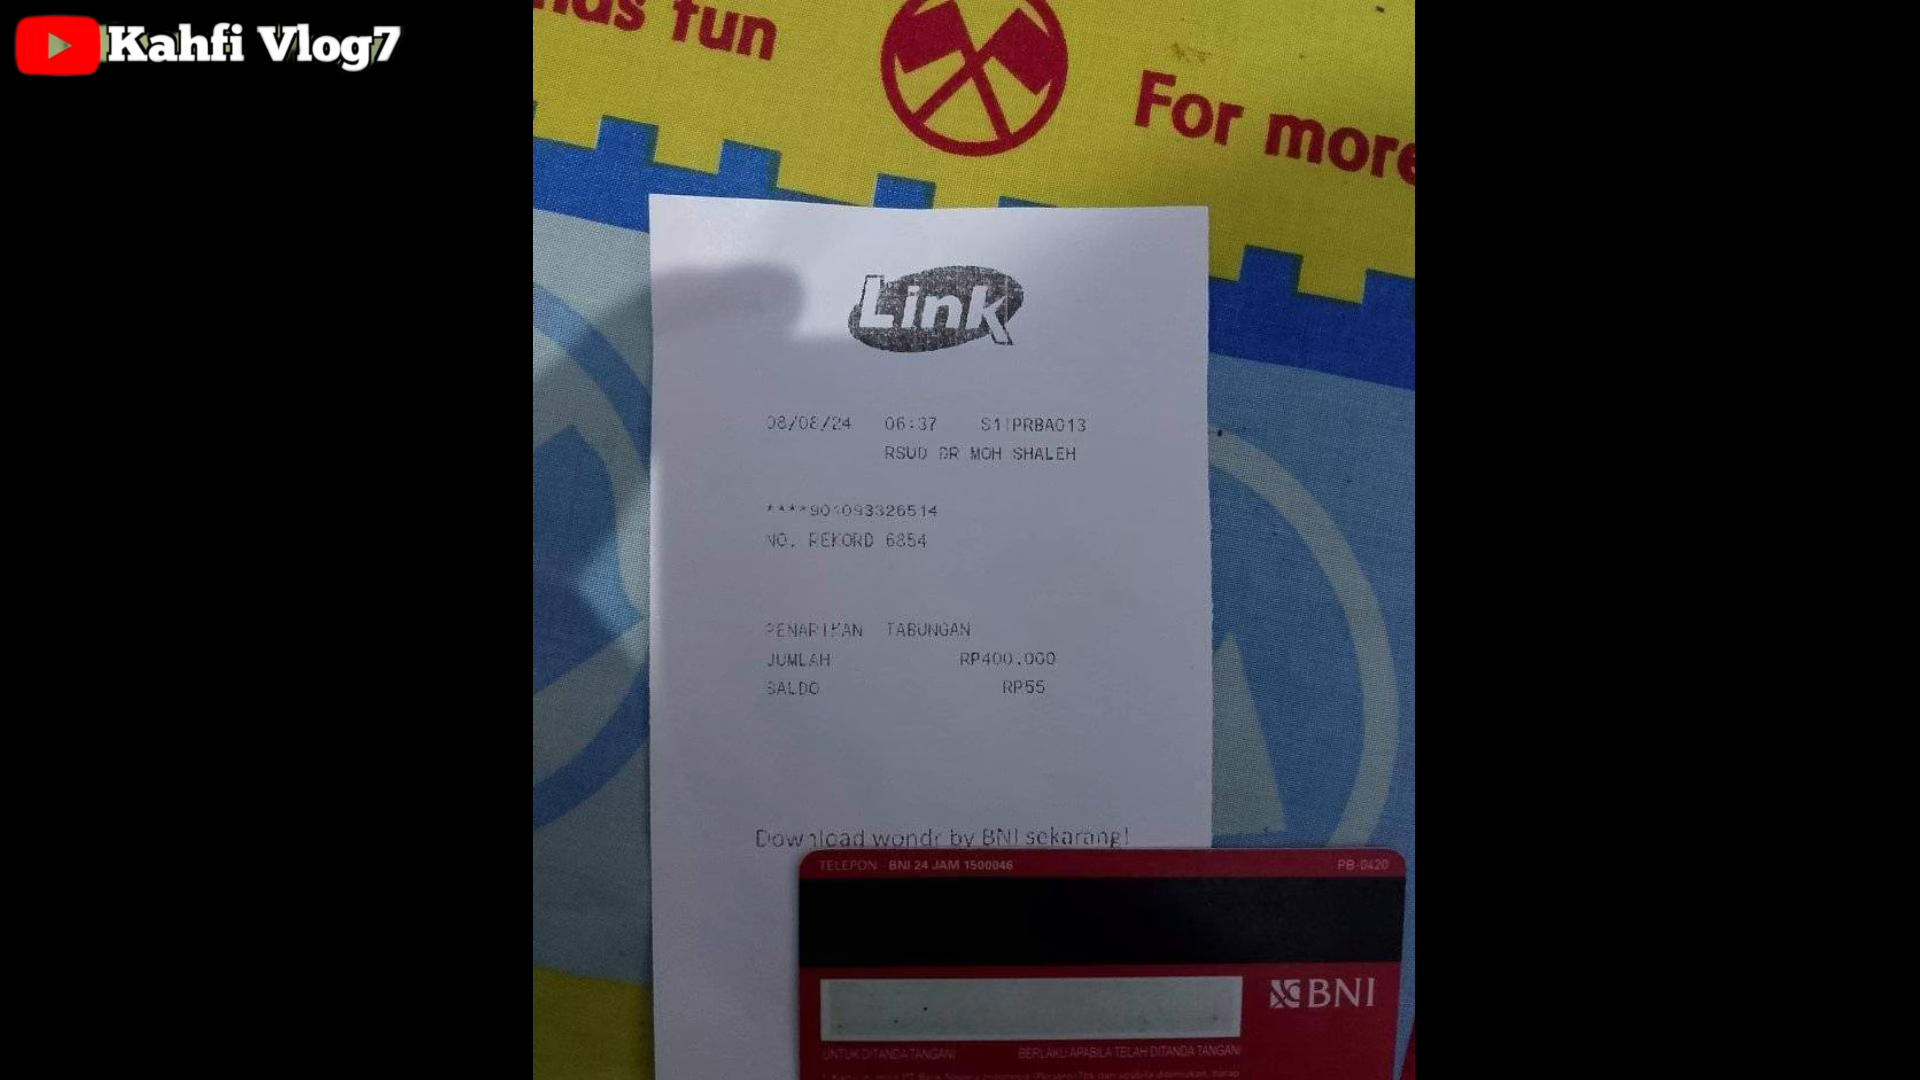 Kahfi Vlog7
fun
For more
Link
08/08/24 06:37 S1IPRBA013
RSUD DR MOH SHALEH
NO. REKORD 6854
PENARIKAN TABUNGAN
JUMLAH RP400.000
SALDO RP55
Download wondr by BNI sekarang!
TELEPON BNI 24 JAM 1500046 PB-0420
BNI
UNTUK DITANDA TANGANI BERLAKU APABILA TELAH DITANDA TANGANI